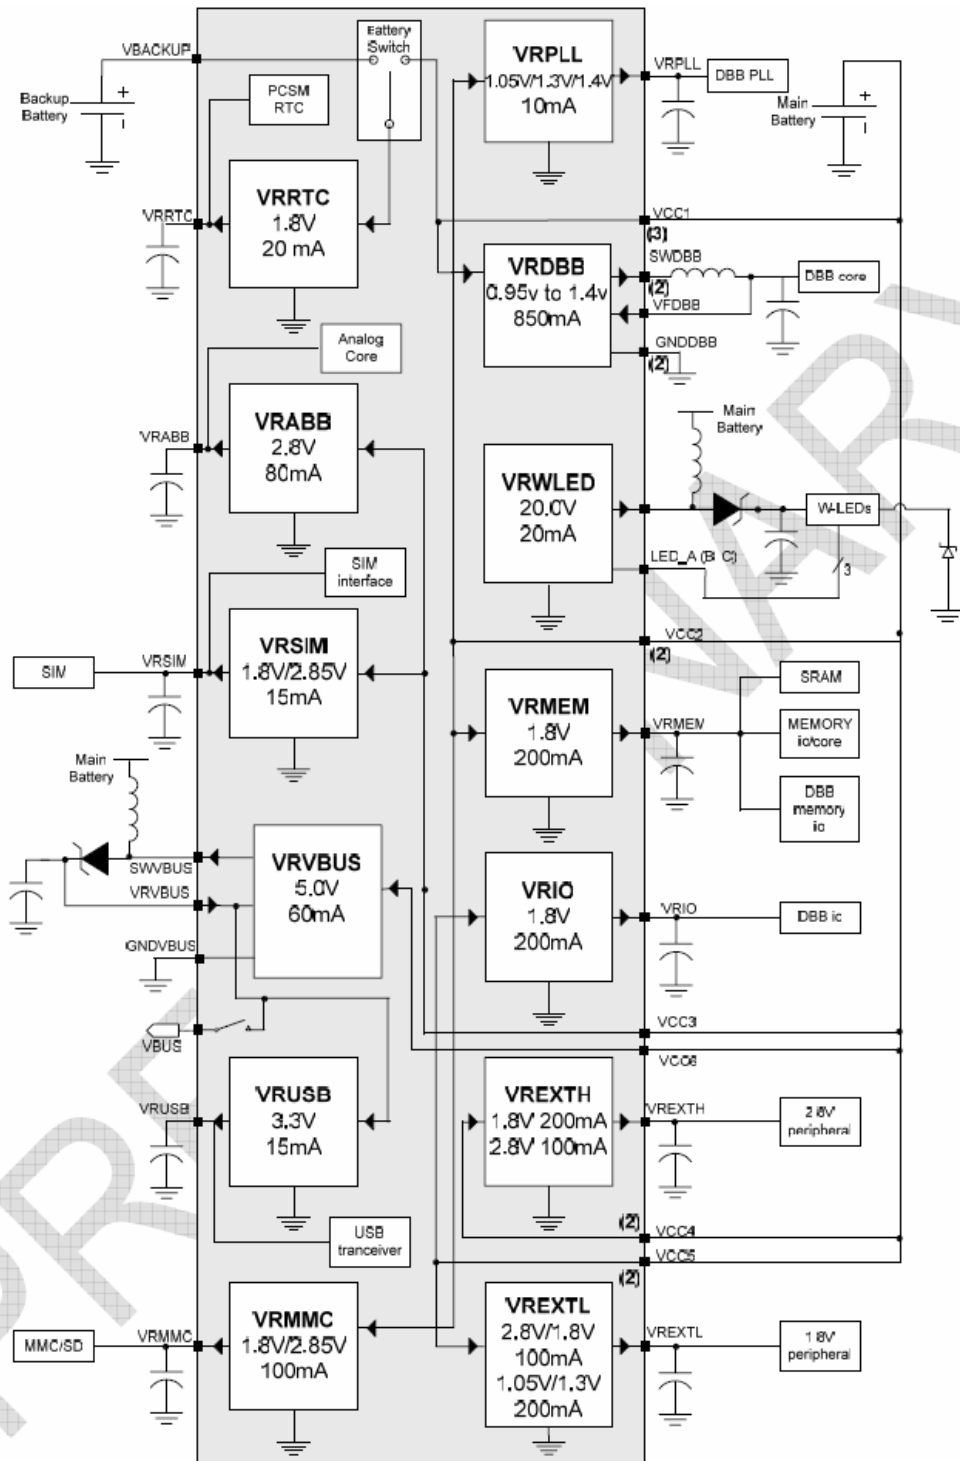 Battery
Switch
VBACKUP
Backup
Battery
PCSM
RTC
VRRTC
VRRTC
1.8V
20 mA
VRPLL
1.05V/1.3V/1.4V
10mA
VRPLL
DBB PLL
Main
Battery
VCC1
(3)
SWDBB
(2)
VRDBB
0.95v to 1.4v
850mA
VFDBB
DBB core
GNDDBB
(2)
Analog
Core
VRABB
VRABB
2.8V
80mA
Main
Battery
VRWLED
20.0V
20mA
W-LEDs
LED_A (B C)
3
SIM
interface
SIM
VRSIM
VRSIM
1.8V/2.85V
15mA
VCC2
(2)
VRMEM
1.8V
200mA
VRMEM
SRAM
MEMORY
io/core
DBB
memory
io
Main
Battery
SWVBUS
VRVBUS
GNDVBUS
VRVBUS
5.0V
60mA
VRIO
1.8V
200mA
VRIO
DBB io
VBUS
VCC3
VCC6
VRUSB
VRUSB
3.3V
15mA
VREXTH
1.8V 200mA
2.8V 100mA
VREXTH
2.8V
peripheral
USB
tranceiver
(2)
VCC4
VCC5
(2)
MMC/SD
VRMMC
VRMMC
1.8V/2.85V
100mA
VREXTL
2.8V/1.8V
100mA
1.05V/1.3V
200mA
VREXTL
1.8V
peripheral